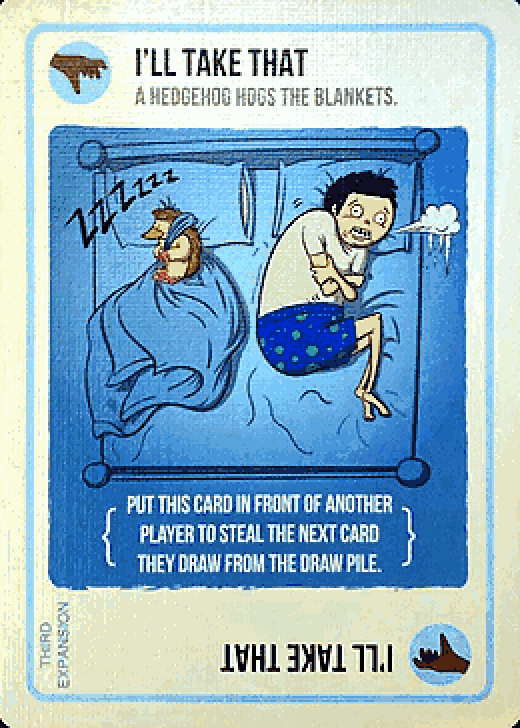 I'LL TAKE THAT
A HEDGEHOG HOGS THE BLANKETS.
ZZZZZZ
PUT THIS CARD IN FRONT OF ANOTHER
PLAYER TO STEAL THE NEXT CARD
THEY DRAW FROM THE DRAW PILE.
THIRD
EXPANSION
I'LL TAKE THAT